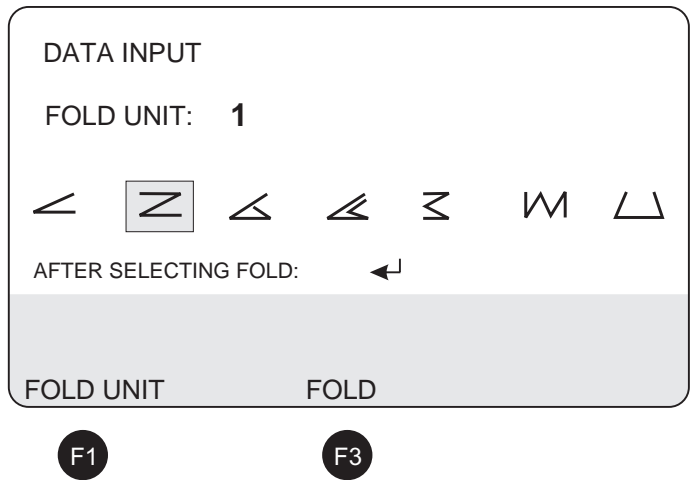 DATA INPUT
FOLD UNIT: 1
AFTER SELECTING FOLD:
FOLD UNIT FOLD
F1 F3